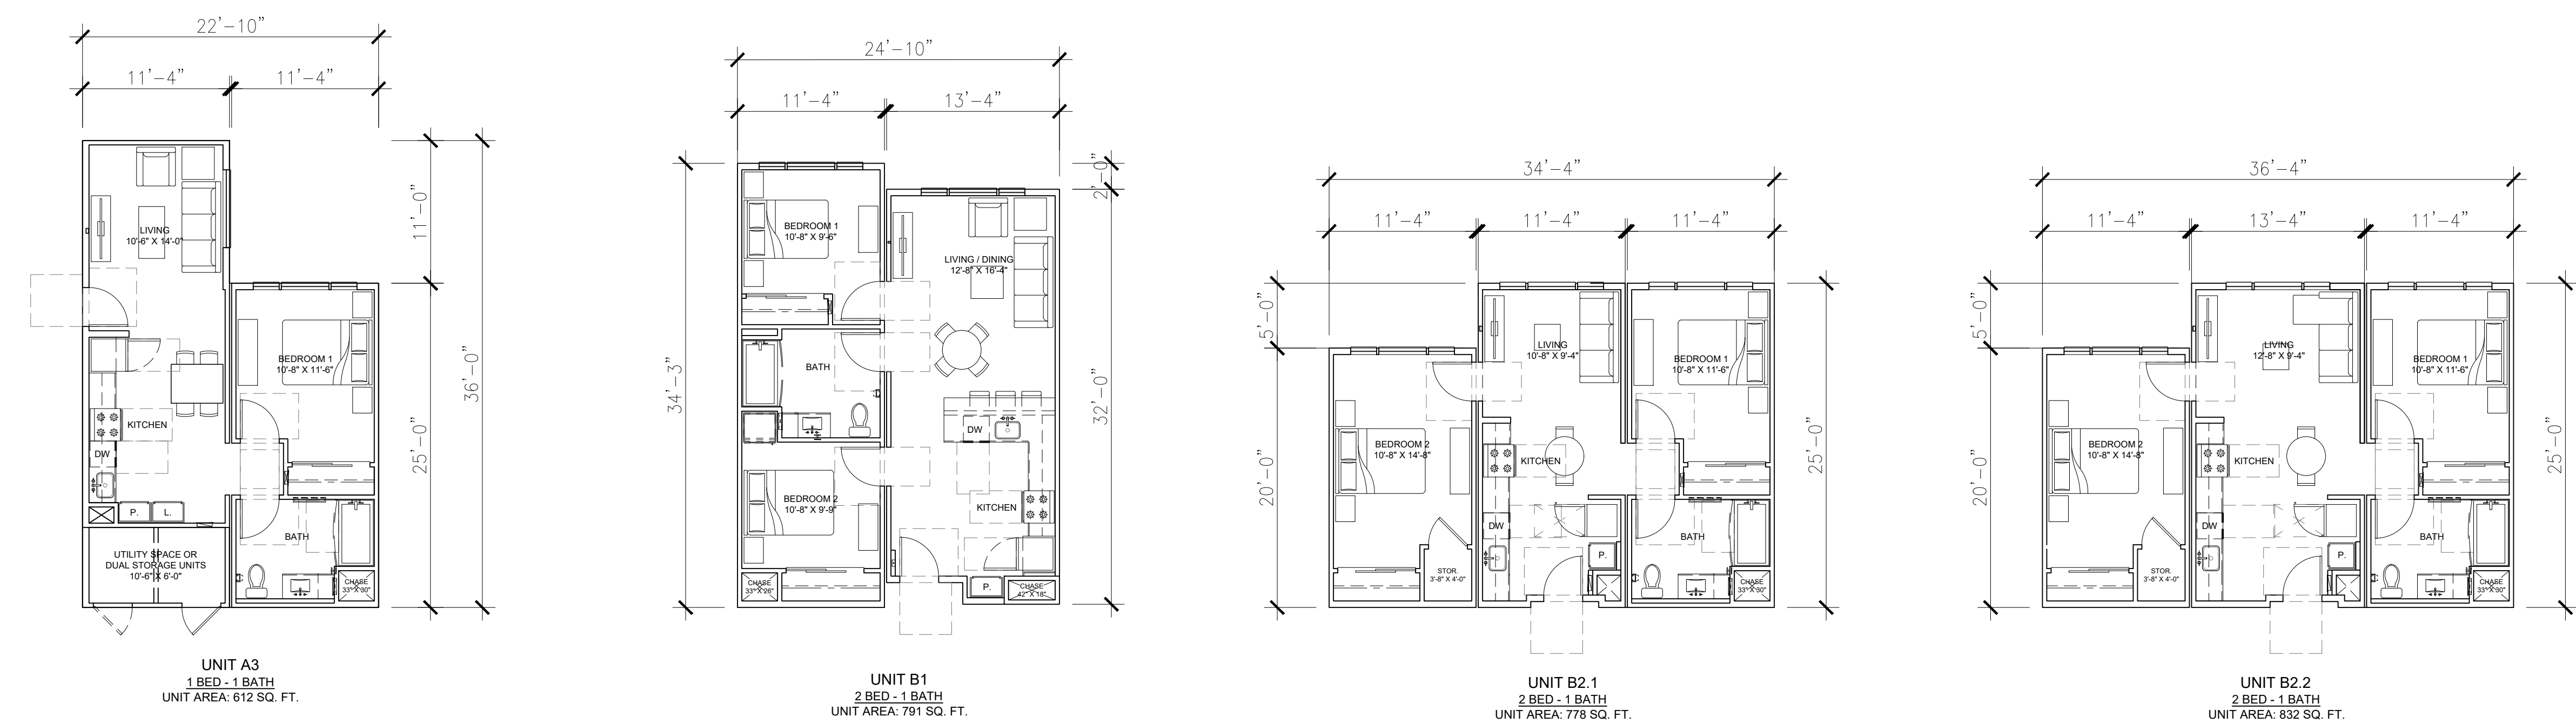 22'-10"
11'-4"
11'-4"
11'-0"
25'-0"
36'-0"
LIVING
10'-6" X 14'-0"
BEDROOM 1
10'-8" X 11'-6"
KITCHEN
DW
P.
L.
BATH
UTILITY SPACE OR
DUAL STORAGE UNITS
10'-6" X 6'-0"
CHASE
33" X 30"
UNIT A3
1 BED - 1 BATH
UNIT AREA: 612 SQ. FT.
24'-10"
11'-4"
13'-4"
2'-0"
34'-3"
32'-0"
BEDROOM 1
10'-8" X 9'-6"
LIVING / DINING
12'-8" X 16'-4"
BATH
DW
BEDROOM 2
10'-8" X 9'-9"
KITCHEN
CHASE
33" X 26"
P.
CHASE
42" X 18"
UNIT B1
2 BED - 1 BATH
UNIT AREA: 791 SQ. FT.
34'-4"
11'-4"
11'-4"
11'-4"
5'-0"
20'-0"
25'-0"
LIVING
10'-8" X 9'-4"
BEDROOM 1
10'-8" X 11'-6"
BEDROOM 2
10'-8" X 14'-8"
KITCHEN
DW
P.
BATH
STOR.
3'-8" X 4'-0"
CHASE
33" X 30"
UNIT B2.1
2 BED - 1 BATH
UNIT AREA: 778 SQ. FT.
36'-4"
11'-4"
13'-4"
11'-4"
5'-0"
20'-0"
25'-0"
LIVING
12'-8" X 9'-4"
BEDROOM 1
10'-8" X 11'-6"
BEDROOM 2
10'-8" X 14'-8"
KITCHEN
DW
P.
BATH
STOR.
3'-8" X 4'-0"
CHASE
33" X 30"
UNIT B2.2
2 BED - 1 BATH
UNIT AREA: 832 SQ. FT.